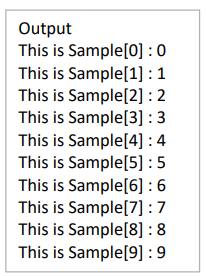 Output
This is Sample[0] : 0
This is Sample[1] : 1
This is Sample[2] : 2
This is Sample[3] : 3
This is Sample[4] : 4
This is Sample[5] : 5
This is Sample[6] : 6
This is Sample[7] : 7
This is Sample[8] : 8
This is Sample[9] : 9